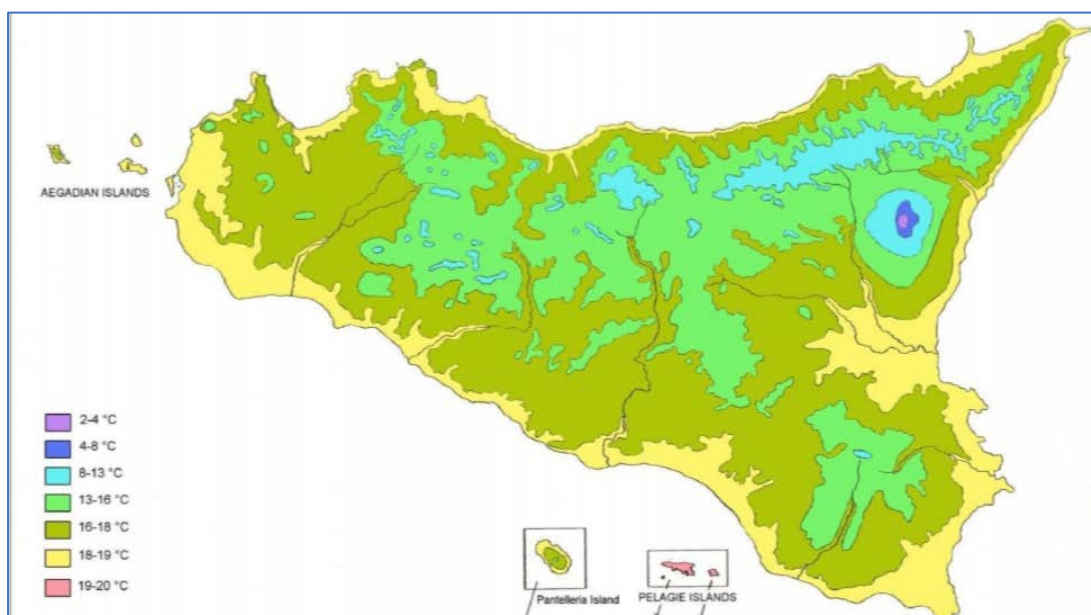 AEGADIAN ISLANDS
2-4 °C
4-8 °C
8-13 °C
13-16 °C
16-18 °C
18-19 °C
19-20 °C
Pantelleria Island
PELAGIE ISLANDS